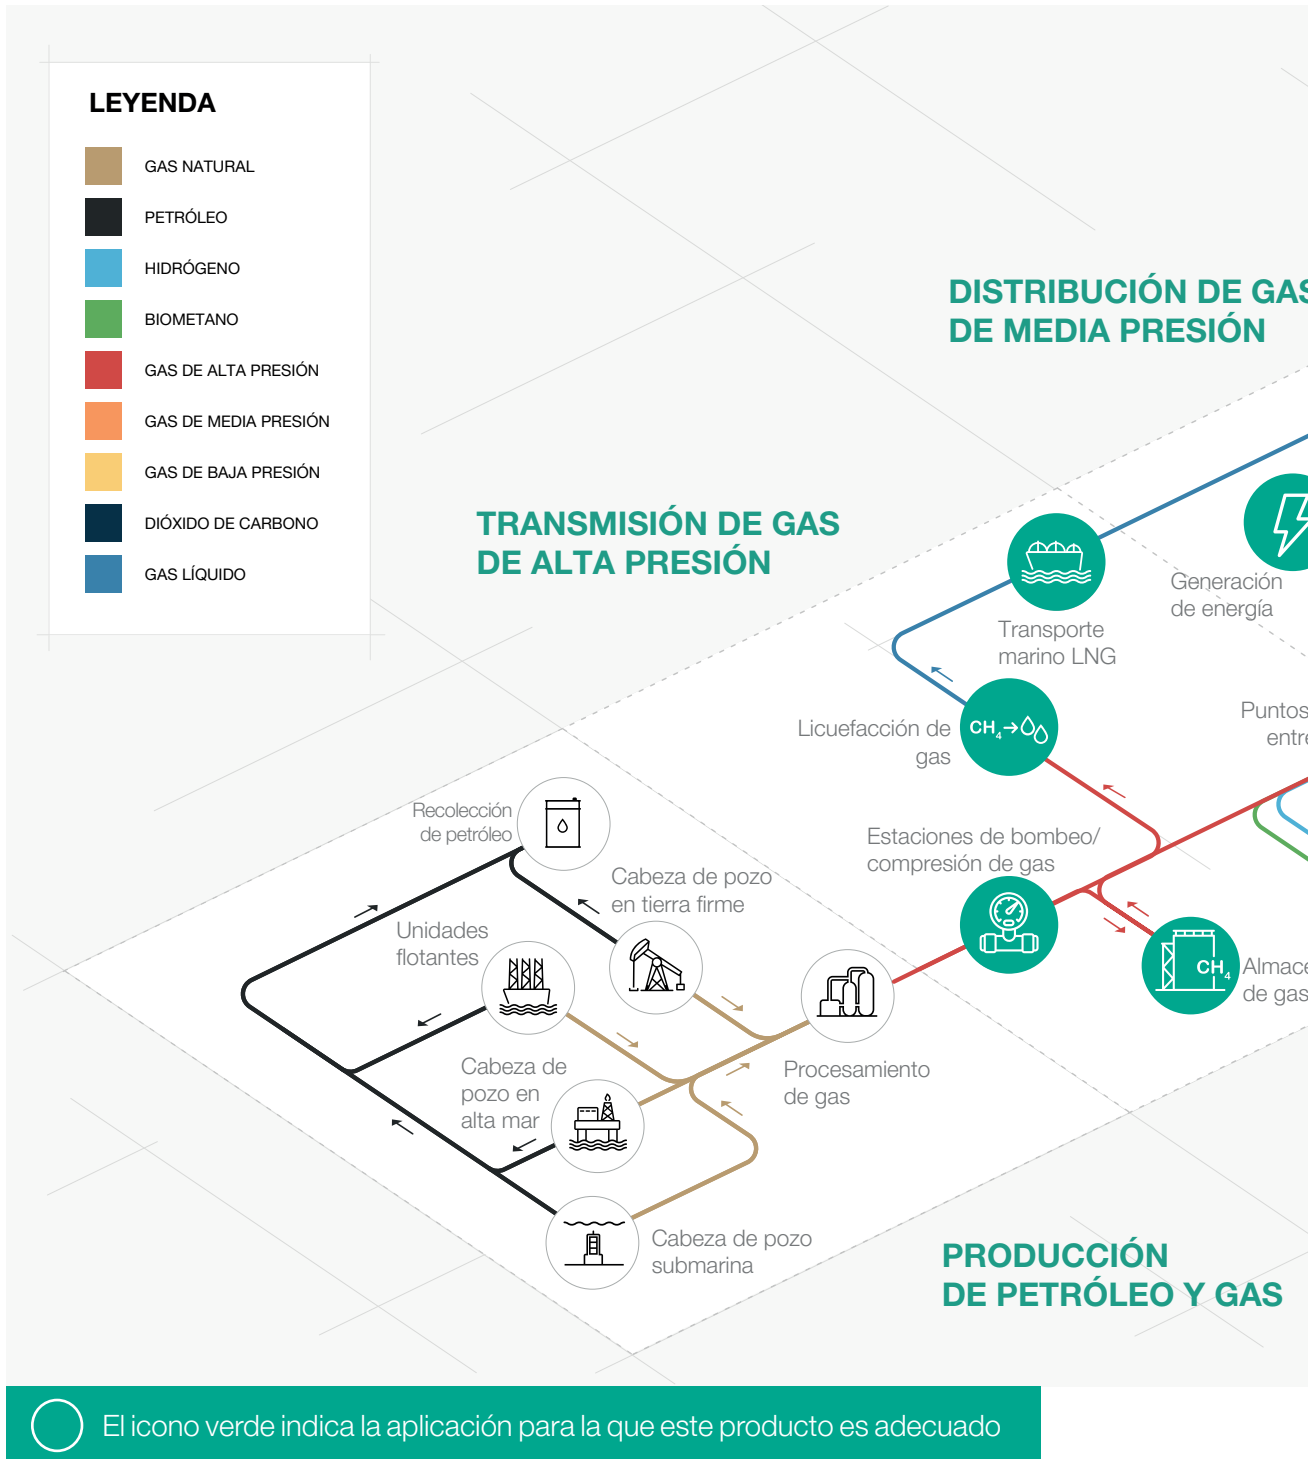 LEYENDA
GAS NATURAL
PETRÓLEO
HIDRÓGENO
BIOMETANO
GAS DE ALTA PRESIÓN
GAS DE MEDIA PRESIÓN
GAS DE BAJA PRESIÓN
DIÓXIDO DE CARBONO
GAS LÍQUIDO
DISTRIBUCIÓN DE GAS
DE MEDIA PRESIÓN
TRANSMISIÓN DE GAS
DE ALTA PRESIÓN
Generación
de energía
Transporte
marino LNG
Licuefacción de
gas
CH₄→
Puntos
entre
Estaciones de bombeo/
compresión de gas
CH₄
Almace
de gas
Recolección
de petróleo
Cabeza de pozo
en tierra firme
Unidades
flotantes
Cabeza de
pozo en
alta mar
Procesamiento
de gas
Cabeza de pozo
submarina
PRODUCCIÓN
DE PETRÓLEO Y GAS
El icono verde indica la aplicación para la que este producto es adecuado